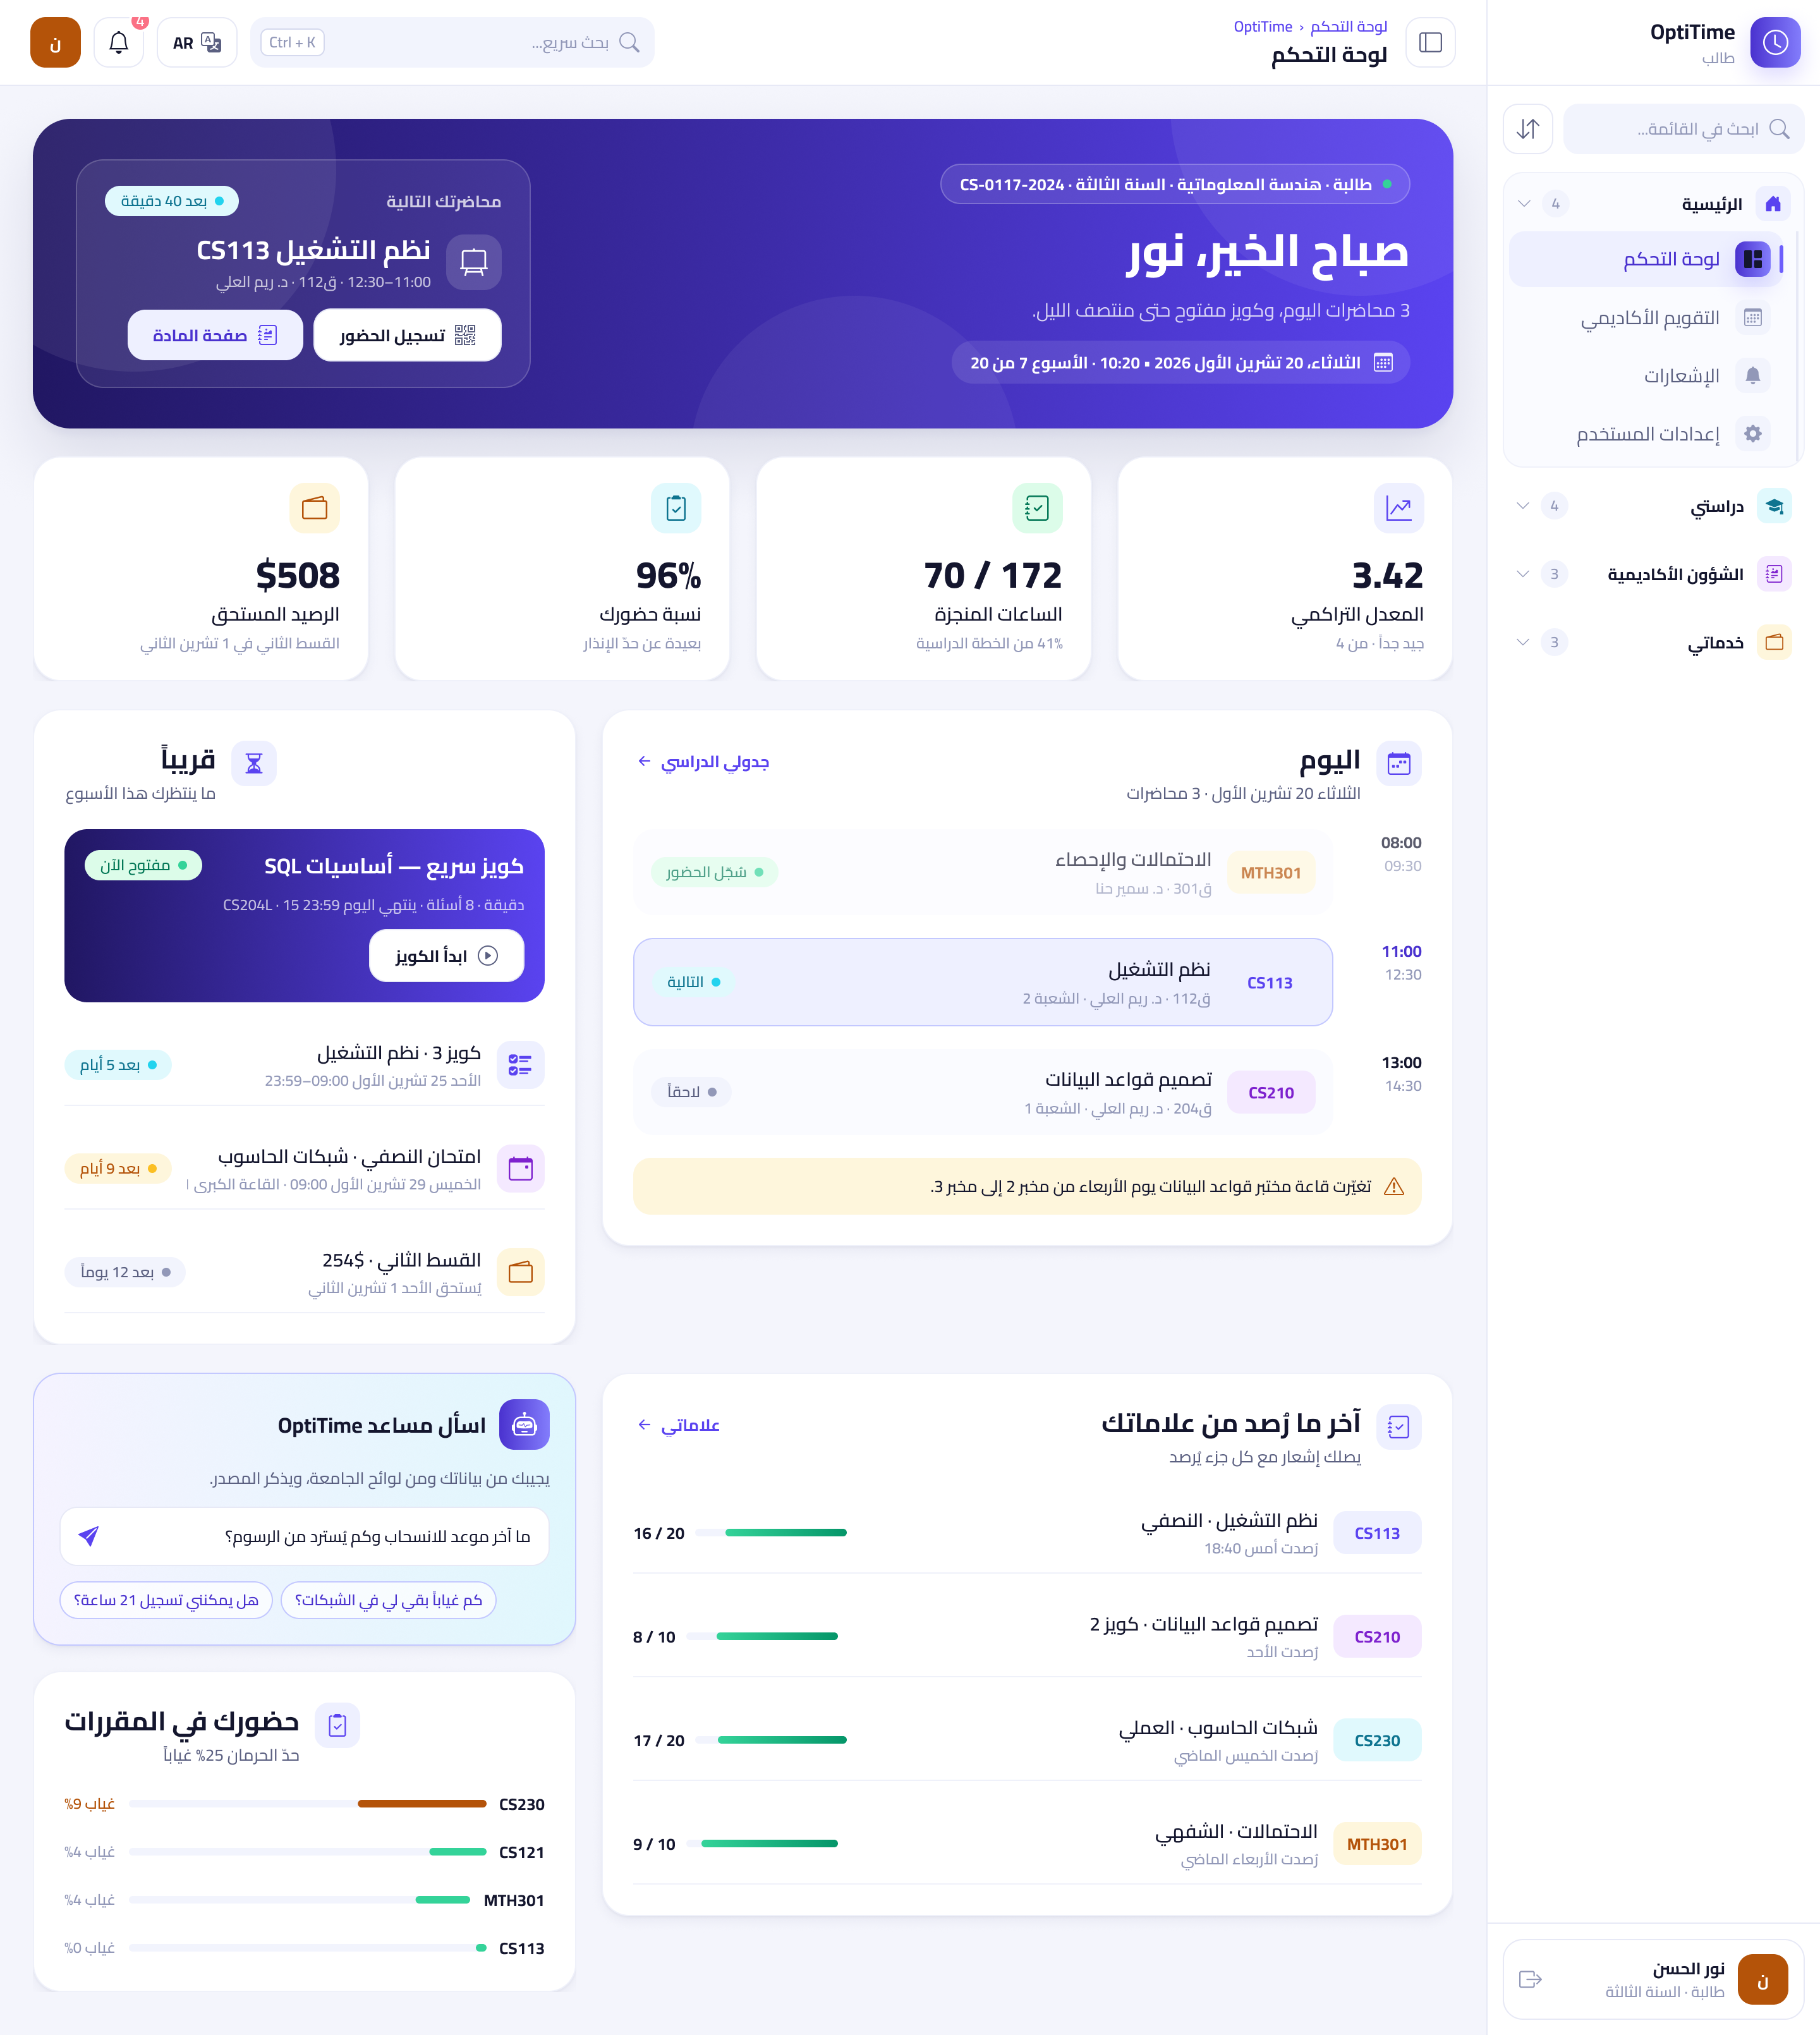 OptiTime
طالب
ابحث في القائمة...
الرئيسية
4
لوحة التحكم
التقويم الأكاديمي
الإشعارات
إعدادات المستخدم
دراستي
4
الشؤون الأكاديمية
3
خدماتي
3
نور الحسن
طالبة · السنة الثالثة
ن
لوحة التحكم › OptiTime
لوحة التحكم
بحث سريع...
Ctrl + K
AR
4
ن
طالبة · هندسة المعلوماتية · السنة الثالثة · CS-0117-2024
صباح الخير، نور
3 محاضرات اليوم، وكويز مفتوح حتى منتصف الليل.
الثلاثاء، 20 تشرين الأول 2026 • 10:20 · الأسبوع 7 من 20
محاضرتك التالية
بعد 40 دقيقة
نظم التشغيل CS113
11:00–12:30 · ق112 · د. ريم العلي
تسجيل الحضور
صفحة المادة
3.42
المعدل التراكمي
جيد جداً · من 4
70 / 172
الساعات المنجزة
41% من الخطة الدراسية
96%
نسبة حضورك
بعيدة عن حدّ الإنذار
$508
الرصيد المستحق
القسط الثاني في 1 تشرين الثاني
اليوم
الثلاثاء 20 تشرين الأول · 3 محاضرات
جدولي الدراسي
08:00
09:30
MTH301
الاحتمالات والإحصاء
ق301 · د. سمير حنا
سُجّل الحضور
11:00
12:30
CS113
نظم التشغيل
ق112 · د. ريم العلي · الشعبة 2
التالية
13:00
14:30
CS210
تصميم قواعد البيانات
ق204 · د. ريم العلي · الشعبة 1
لاحقاً
تغيّرت قاعة مختبر قواعد البيانات يوم الأربعاء من مخبر 2 إلى مخبر 3.
قريباً
ما ينتظرك هذا الأسبوع
كويز سريع — أساسيات SQL
مفتوح الآن
CS204L · 15 دقيقة · 8 أسئلة · ينتهي اليوم 23:59
ابدأ الكويز
كويز 3 · نظم التشغيل
الأحد 25 تشرين الأول 09:00–23:59
بعد 5 أيام
امتحان النصفي · شبكات الحاسوب
الخميس 29 تشرين الأول 09:00 · القاعة الكبرى
بعد 9 أيام
القسط الثاني · $254
يُستحق الأحد 1 تشرين الثاني
بعد 12 يوماً
آخر ما رُصد من علاماتك
يصلك إشعار مع كل جزء يُرصد
علاماتي
CS113
نظم التشغيل · النصفي
رُصدت أمس 18:40
16 / 20
CS210
تصميم قواعد البيانات · كويز 2
رُصدت الأحد
8 / 10
CS230
شبكات الحاسوب · العملي
رُصدت الخميس الماضي
17 / 20
MTH301
الاحتمالات · الشفهي
رُصدت الأربعاء الماضي
9 / 10
اسأل مساعد OptiTime
يجيبك من بياناتك ومن لوائح الجامعة، ويذكر المصدر.
ما آخر موعد للانسحاب وكم يُسترد من الرسوم؟
كم غياباً بقي لي في الشبكات؟
هل يمكنني تسجيل 21 ساعة؟
حضورك في المقررات
حدّ الحرمان 25% غياباً
CS230
غياب 9%
CS121
غياب 4%
MTH301
غياب 4%
CS113
غياب 0%